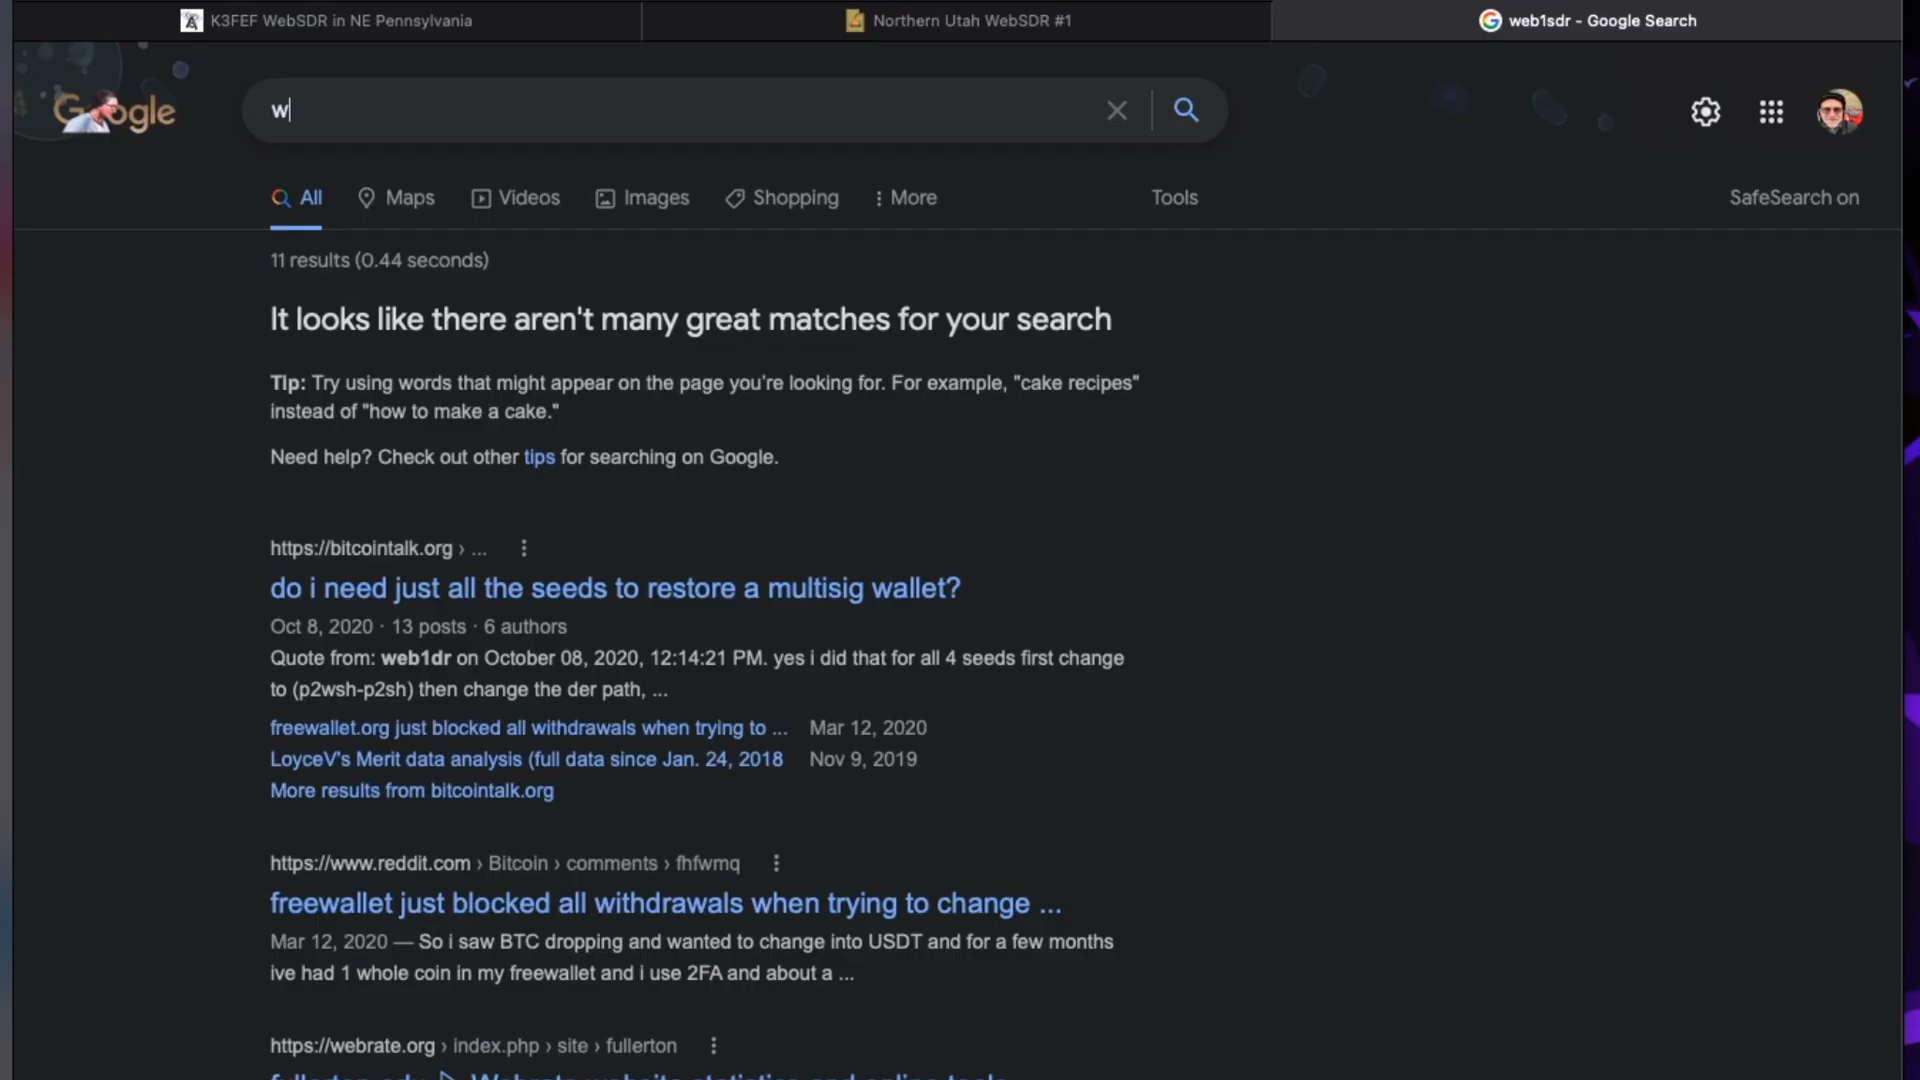 K3FEF WebSDR in NE Pennsylvania
Northern Utah WebSDR #1
web1sdr - Google Search
Google
w
All
Maps
Videos
Images
Shopping
More
Tools
SafeSearch on
11 results (0.44 seconds)
It looks like there aren't many great matches for your search
Tip: Try using words that might appear on the page you're looking for. For example, "cake recipes"
instead of "how to make a cake."
Need help? Check out other tips for searching on Google.
https://bitcointalk.org › ...
do i need just all the seeds to restore a multisig wallet?
Oct 8, 2020 · 13 posts · 6 authors
Quote from: web1dr on October 08, 2020, 12:14:21 PM. yes i did that for all 4 seeds first change
to (p2wsh-p2sh) then change the der path, ...
freewallet.org just blocked all withdrawals when trying to ... Mar 12, 2020
LoyceV's Merit data analysis (full data since Jan. 24, 2018 Nov 9, 2019
More results from bitcointalk.org
https://www.reddit.com › Bitcoin › comments › fhfwmq
freewallet just blocked all withdrawals when trying to change ...
Mar 12, 2020 — So i saw BTC dropping and wanted to change into USDT and for a few months
ive had 1 whole coin in my freewallet and i use 2FA and about a ...
https://webrate.org › index.php › site › fullerton